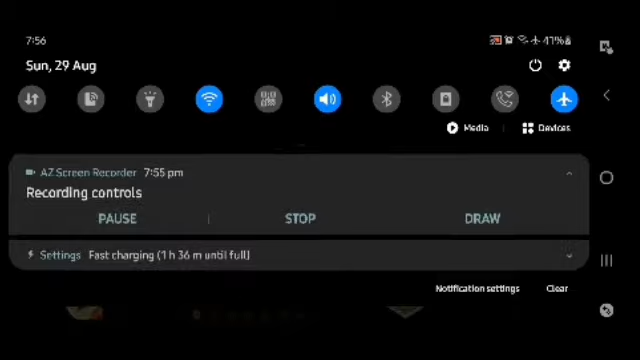 7:56
41%
Sun, 29 Aug
Media
Devices
AZ Screen Recorder 7:55 pm
Recording controls
PAUSE
STOP
DRAW
Settings Fast charging (1 h 36 m until full)
Notification settings
Clear